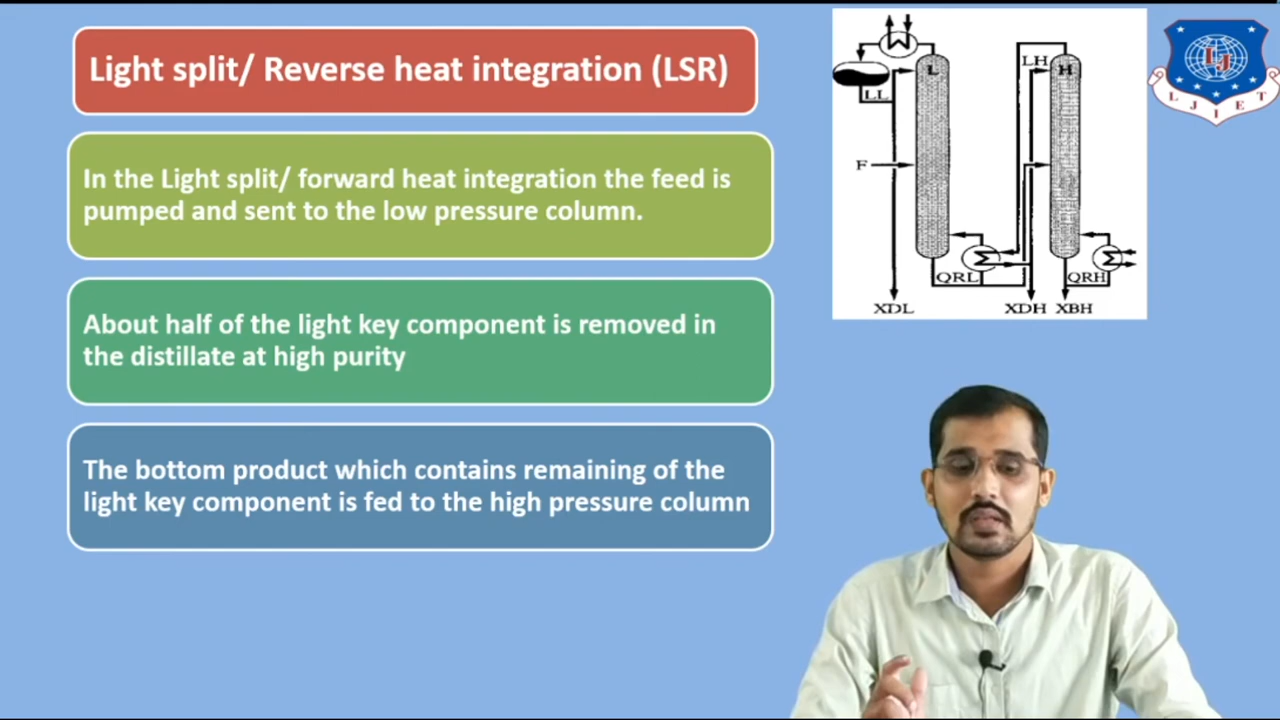 Light split/ Reverse heat integration (LSR)
In the Light split/ forward heat integration the feed is
pumped and sent to the low pressure column.
About half of the light key component is removed in
the distillate at high purity
The bottom product which contains remaining of the
light key component is fed to the high pressure column
L
LH
H
LL
F
QRL
QRH
XDL
XDH
XBH
LJ
L J I E T